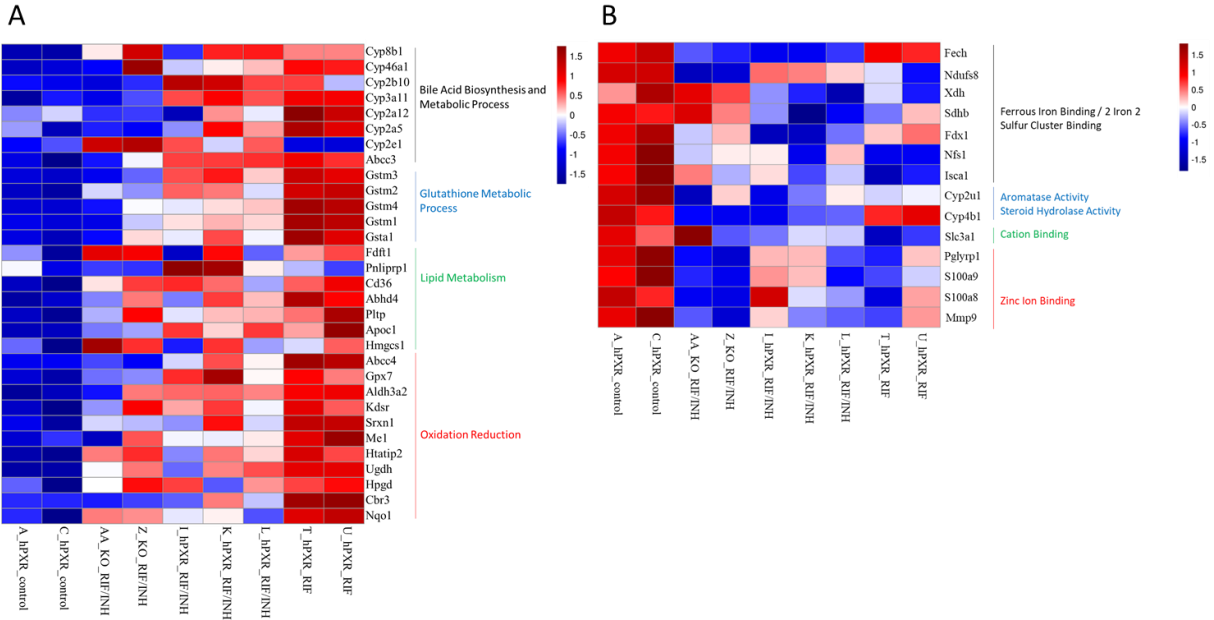 A
Cyp8b1
Cyp46a1
Cyp2b10
Cyp3a11
Cyp2a12
Cyp2a5
Cyp2e1
Abcc3
Gstm3
Gstm2
Gstm4
Gstm1
Gsta1
Fdft1
Pnliprp1
Cd36
Abhd4
Pltp
Apoc1
Hmgcs1
Abcc4
Gpx7
Aldh3a2
Kdsr
Srxn1
Me1
Htatip2
Ugdh
Hpgd
Cbr3
Nqo1
Bile Acid Biosynthesis and
Metabolic Process
Glutathione Metabolic
Process
Lipid Metabolism
Oxidation Reduction
1.5
1
0.5
0
-0.5
-1
-1.5
A_hPXR_control
C_hPXR_control
AA_KO_RIF/INH
Z_KO_RIF/INH
I_hPXR_RIF/INH
K_hPXR_RIF/INH
L_hPXR_RIF/INH
T_hPXR_RIF
U_hPXR_RIF
B
Fech
Ndufs8
Xdh
Sdhb
Fdx1
Nfs1
Isca1
Cyp2u1
Cyp4b1
Slc3a1
Pglyrp1
S100a9
S100a8
Mmp9
Ferrous Iron Binding / 2 Iron 2
Sulfur Cluster Binding
Aromatase Activity
Steroid Hydrolase Activity
Cation Binding
Zinc Ion Binding
1.5
1
0.5
0
-0.5
-1
-1.5
A_hPXR_control
C_hPXR_control
AA_KO_RIF/INH
Z_KO_RIF/INH
I_hPXR_RIF/INH
K_hPXR_RIF/INH
L_hPXR_RIF/INH
T_hPXR_RIF
U_hPXR_RIF